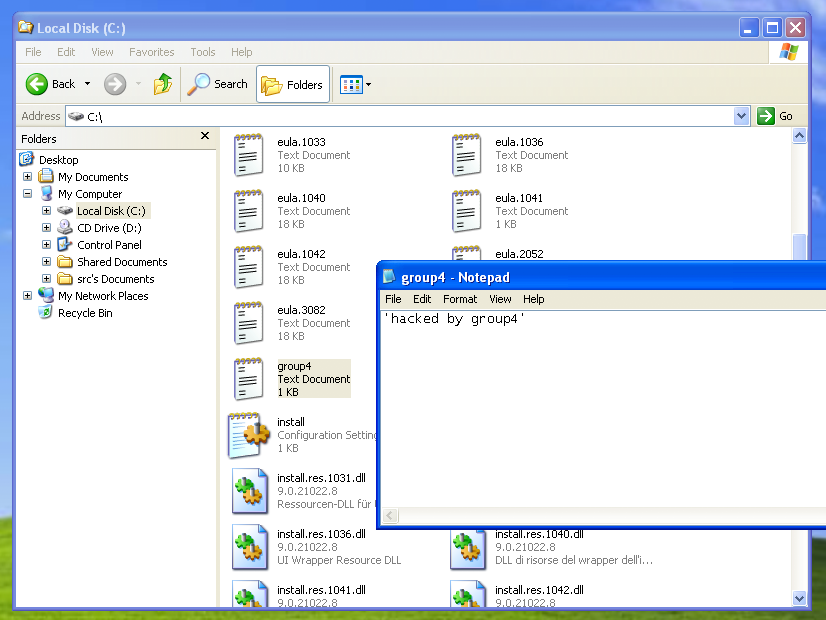 Local Disk (C:)
File Edit View Favorites Tools Help
Back Search Folders
Address C:\ Go
Folders
Desktop
My Documents
My Computer
Local Disk (C:)
CD Drive (D:)
Control Panel
Shared Documents
src's Documents
My Network Places
Recycle Bin
eula.1033
Text Document
10 KB
eula.1036
Text Document
18 KB
eula.1040
Text Document
18 KB
eula.1041
Text Document
1 KB
eula.1042
Text Document
18 KB
eula.2052
eula.3082
Text Document
18 KB
group4
Text Document
1 KB
install
Configuration Setting
1 KB
install.res.1031.dll
9.0.21022.8
Ressourcen-DLL für
install.res.1036.dll
9.0.21022.8
UI Wrapper Resource DLL
install.res.1040.dll
9.0.21022.8
DLL di risorse del wrapper dell'i...
install.res.1041.dll
9.0.21022.8
install.res.1042.dll
9.0.21022.8
group4 - Notepad
File Edit Format View Help
'hacked by group4'